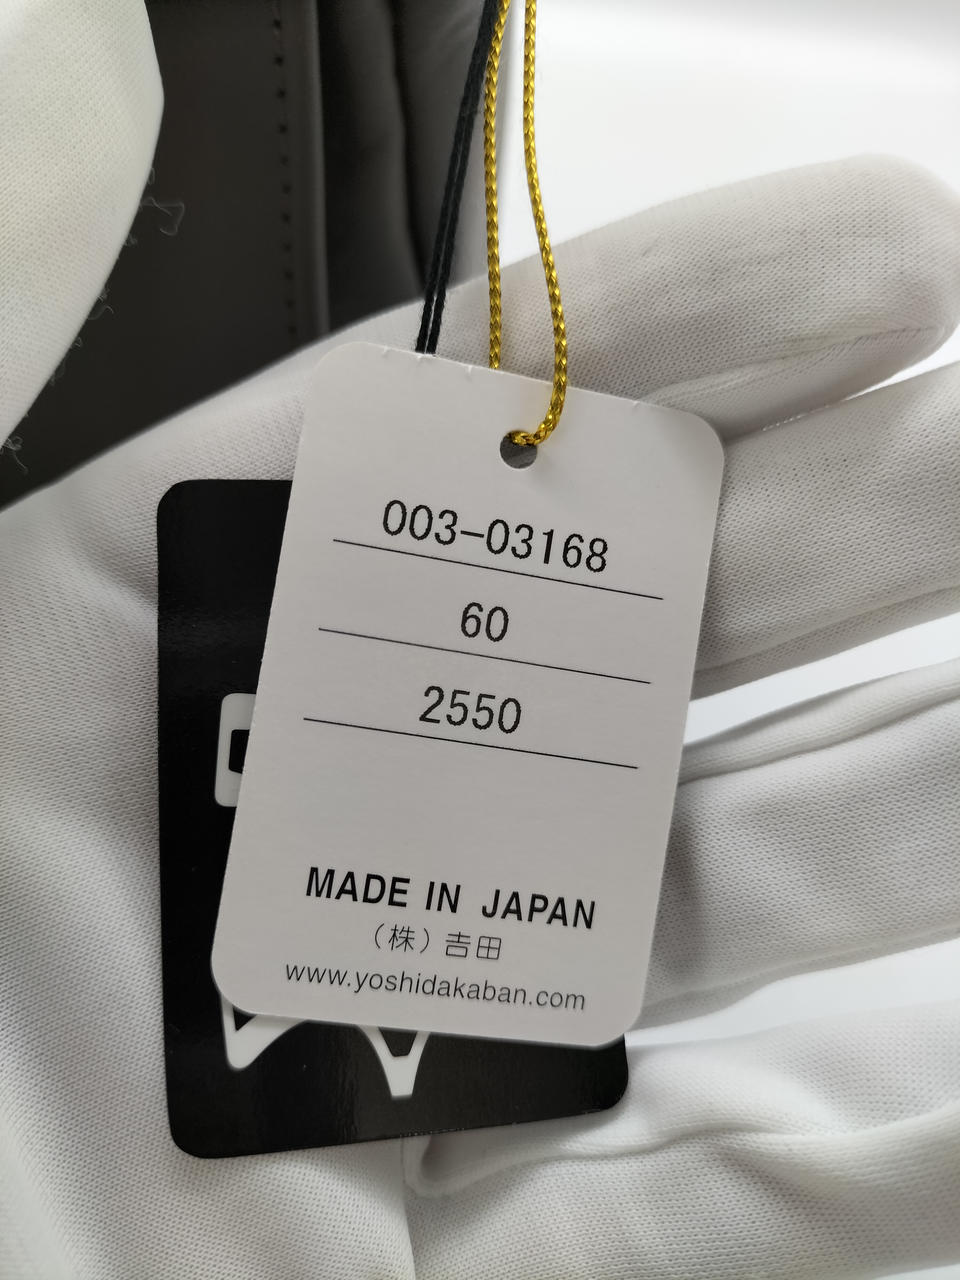 003-03168
60
2550
MADE IN JAPAN
（株）吉田
www.yoshidakaban.com